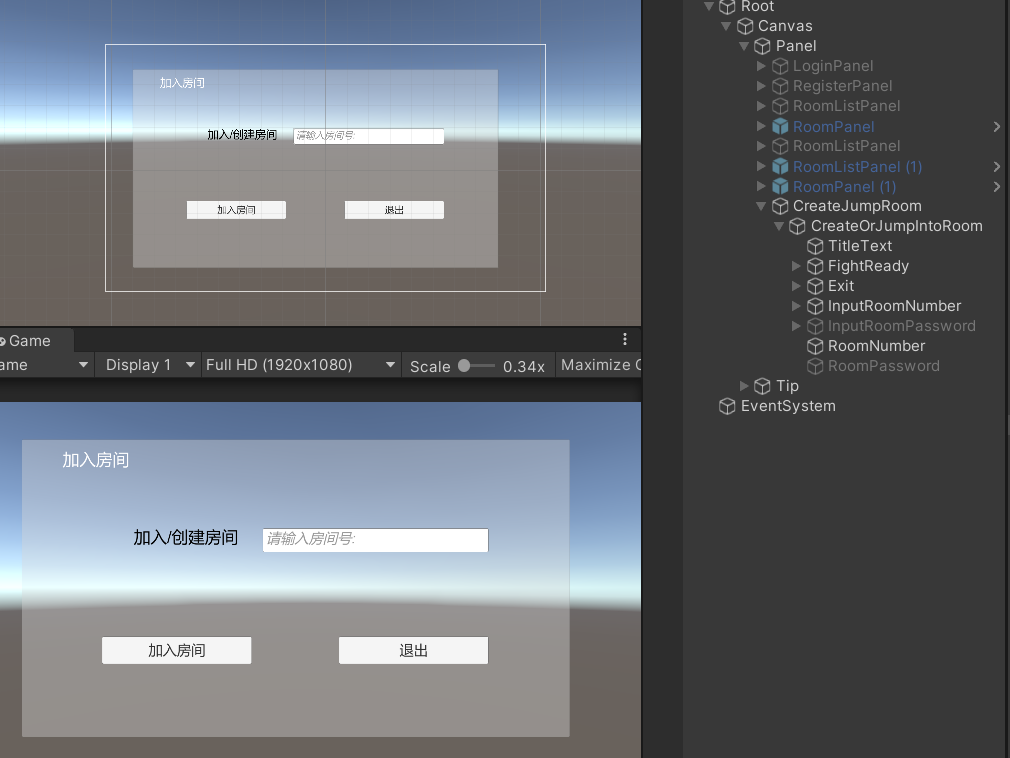 加入房间
加入/创建房间
请输入房间号:
加入房间
退出
Game
ame
Display 1
Full HD (1920x1080)
Scale
0.34x
Maximize
加入房间
加入/创建房间
请输入房间号:
加入房间
退出
Root
Canvas
Panel
LoginPanel
RegisterPanel
RoomListPanel
RoomPanel
RoomListPanel
RoomListPanel (1)
RoomPanel (1)
CreateJumpRoom
CreateOrJumpIntoRoom
TitleText
FightReady
Exit
InputRoomNumber
InputRoomPassword
RoomNumber
RoomPassword
Tip
EventSystem